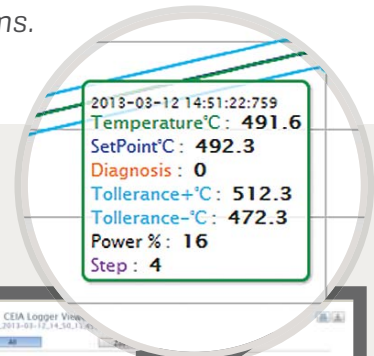 ns.
2013-03-12 14:51:22:759
Temperature°C : 491.6
SetPoint°C : 492.3
Diagnosis : 0
Tollerance+°C : 512.3
Tollerance-°C : 472.3
Power % : 16
Step : 4
CEIA Logger View
All